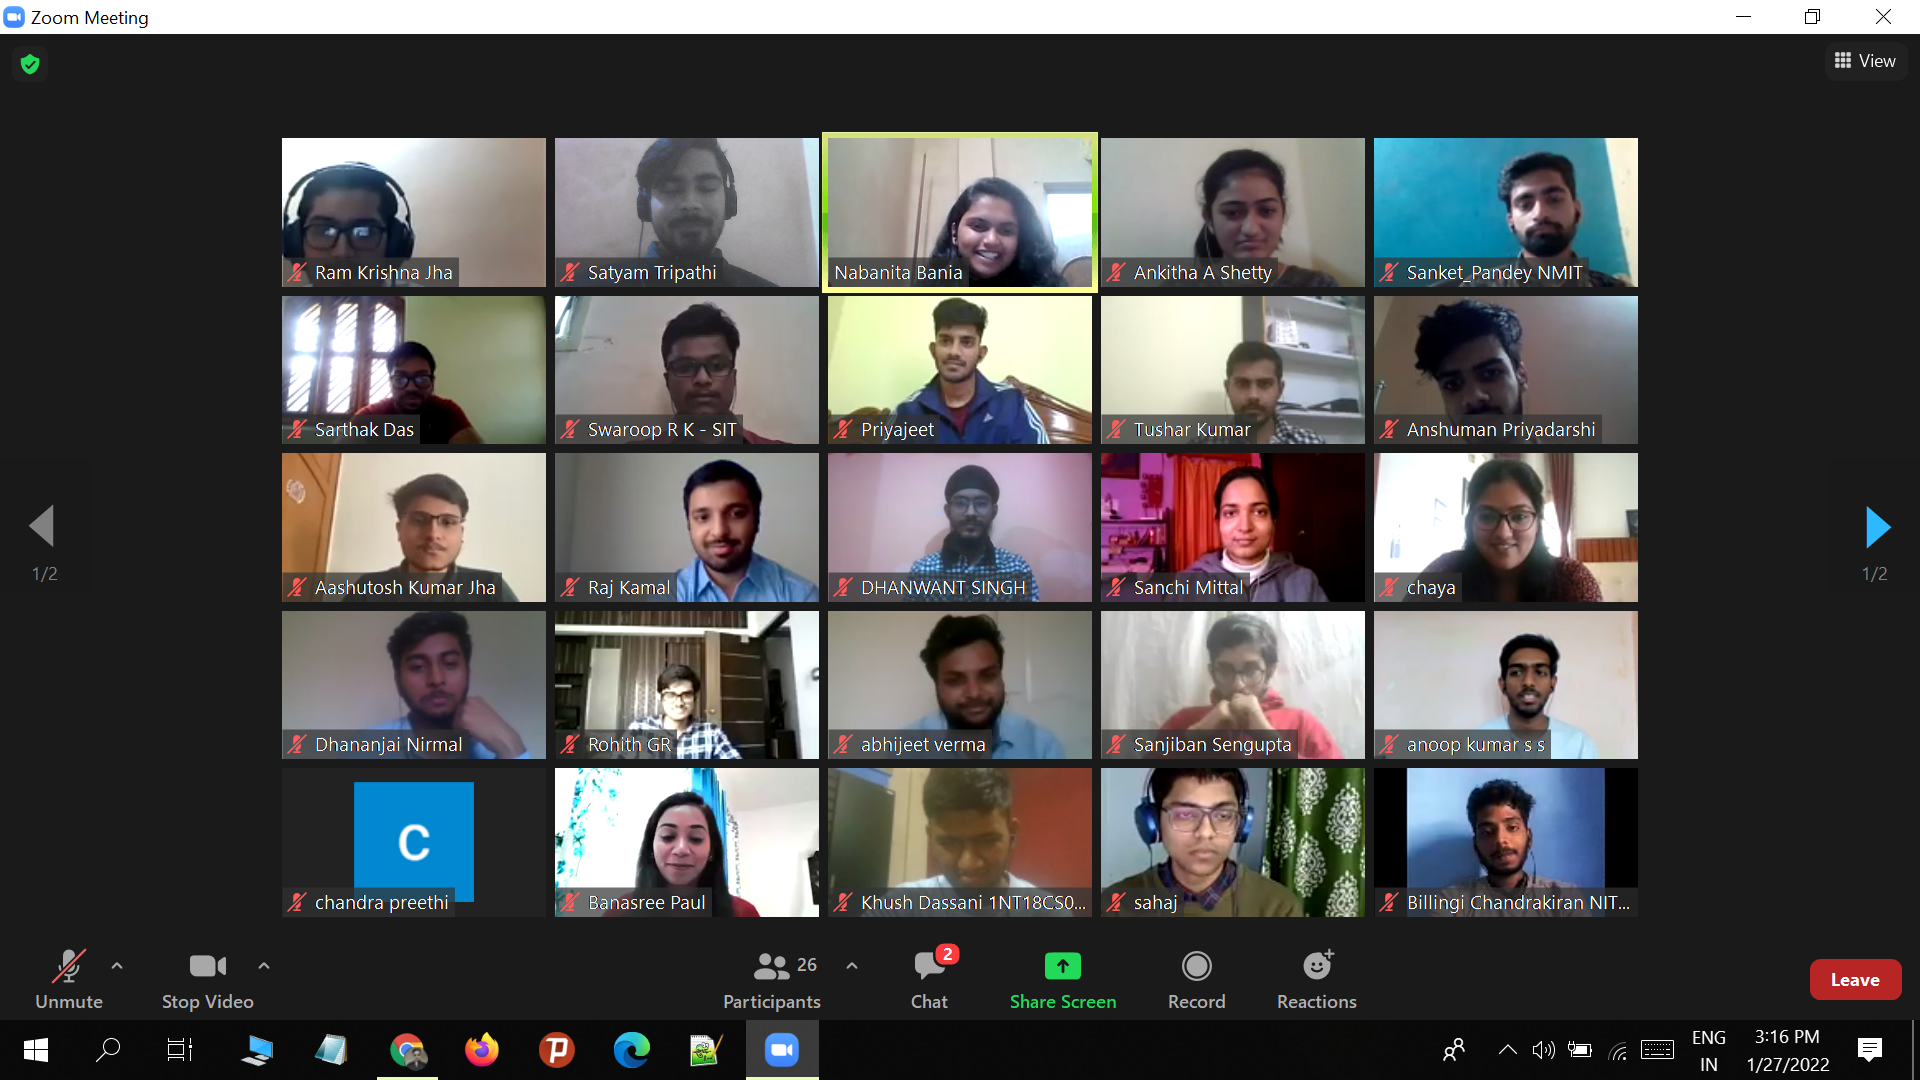 Zoom Meeting
View
Ram Krishna Jha
Satyam Tripathi
Nabanita Bania
Ankitha A Shetty
Sanket_Pandey NMIT
Sarthak Das
Swaroop R K - SIT
Priyajeet
Tushar Kumar
Anshuman Priyadarshi
Aashutosh Kumar Jha
Raj Kamal
DHANWANT SINGH
Sanchi Mittal
chaya
1/2
1/2
Dhananjai Nirmal
Rohith GR
abhijeet verma
Sanjiban Sengupta
anoop kumar s s
C
chandra preethi
Banasree Paul
Khush Dassani 1NT18CS0...
sahaj
Billingi Chandrakiran NIT...
Unmute
Stop Video
26
Participants
2
Chat
Share Screen
Record
Reactions
Leave
ENG
IN
3:16 PM
1/27/2022